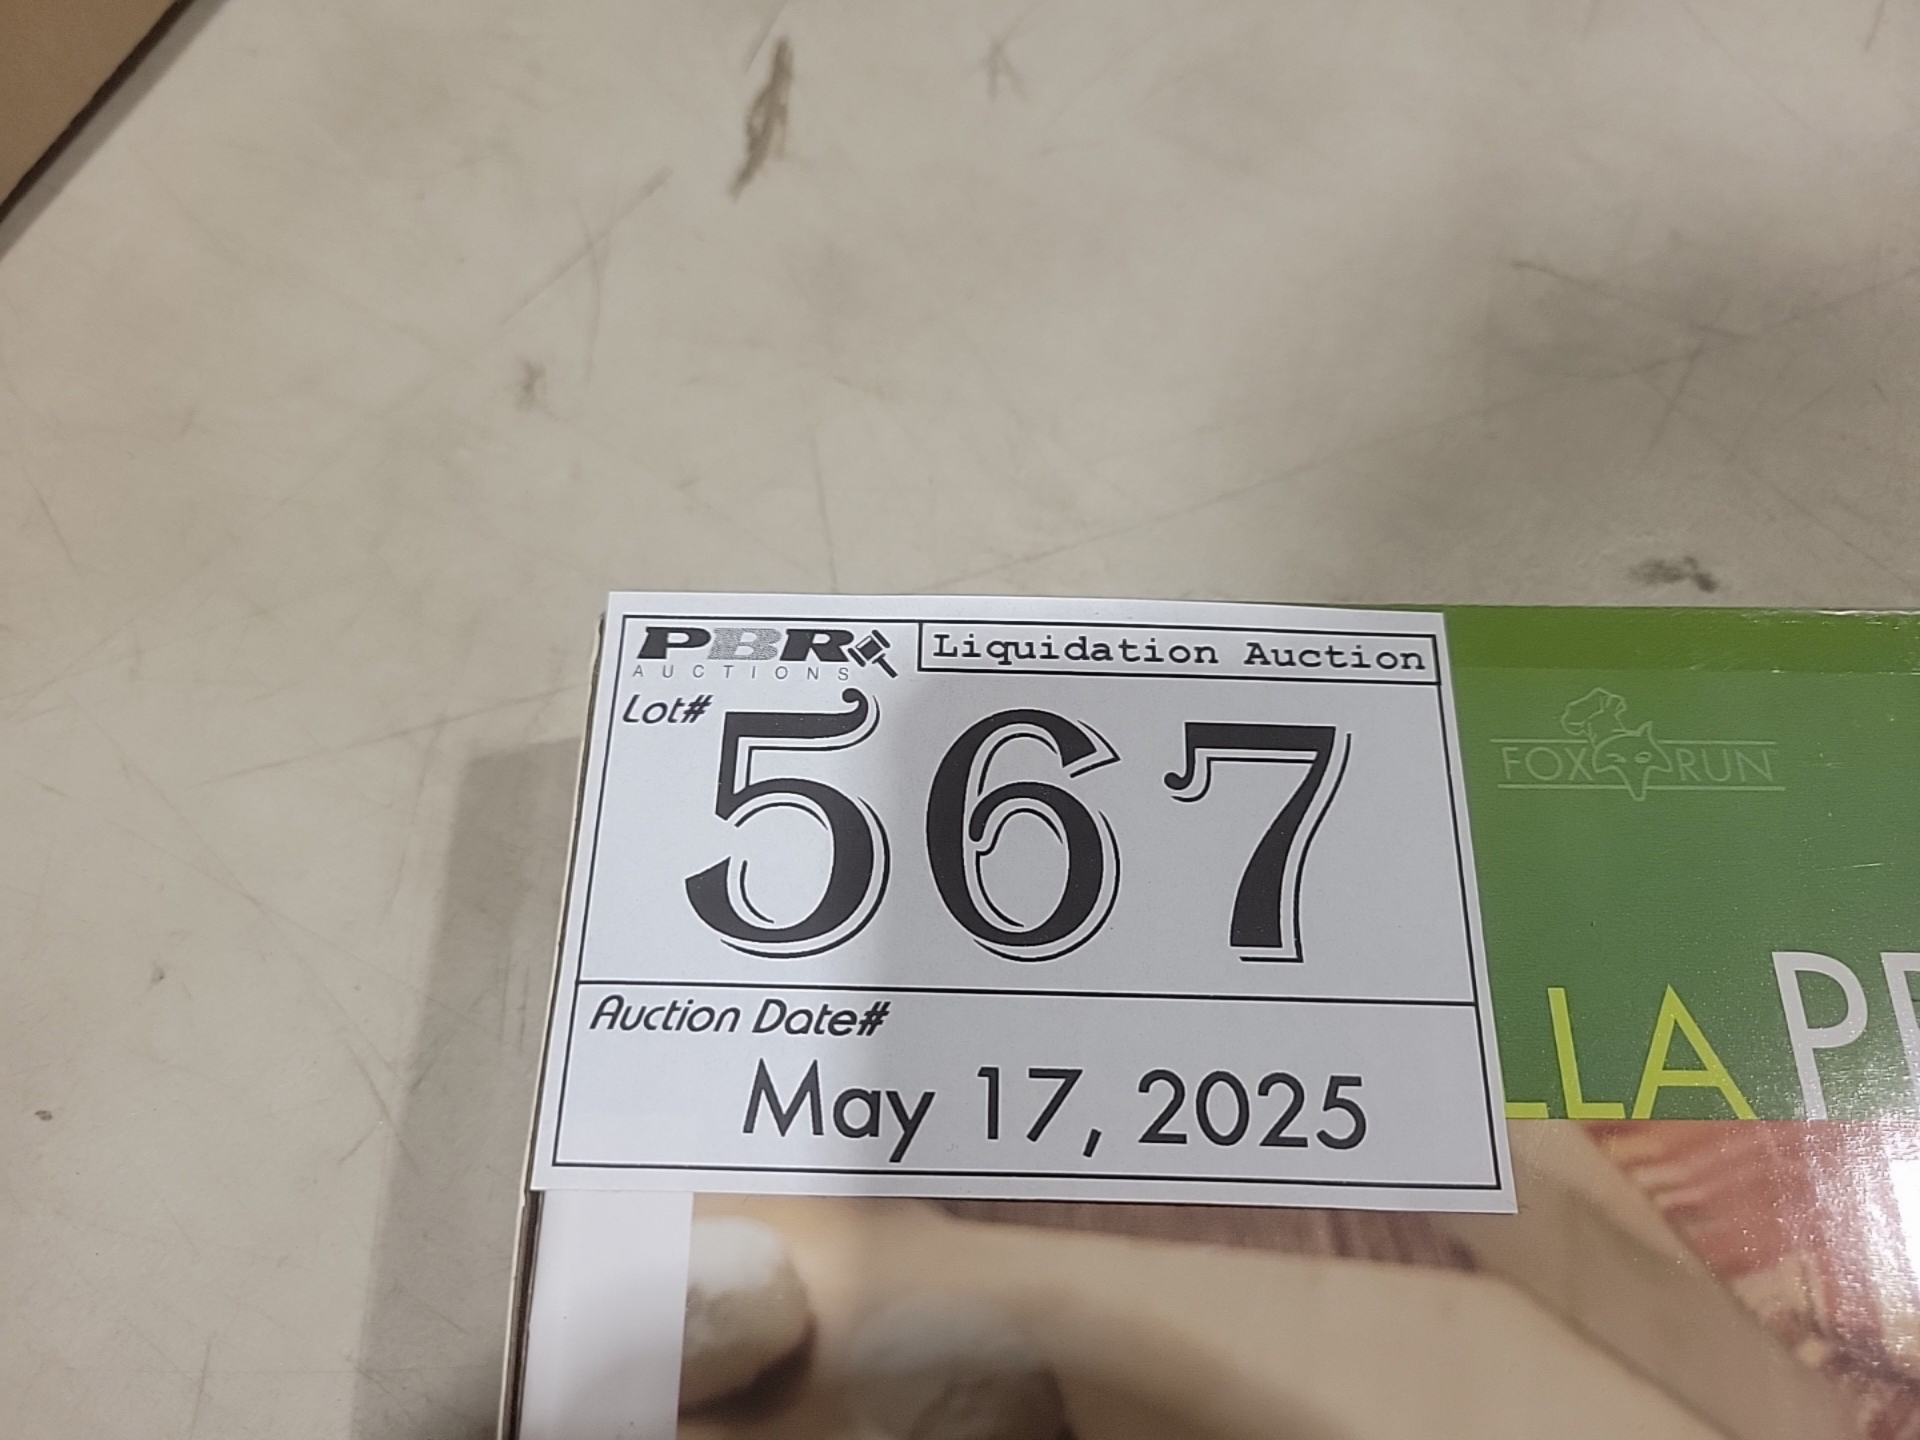 PBR
AUCTIONS
Liquidation Auction
Lot#
567
FOX RUN
Auction Date#
May 17, 2025